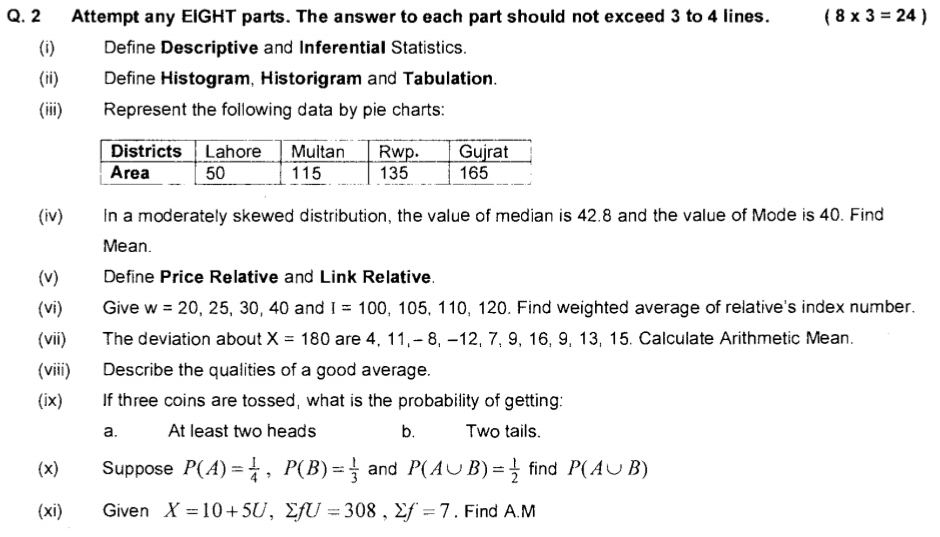 Q. 2 Attempt any EIGHT parts. The answer to each part should not exceed 3 to 4 lines. ( 8 x 3 = 24 )
(i) Define Descriptive and Inferential Statistics.
(ii) Define Histogram, Historigram and Tabulation.
(iii) Represent the following data by pie charts:
Districts Lahore Multan Rwp. Gujrat
Area 50 115 135 165
(iv) In a moderately skewed distribution, the value of median is 42.8 and the value of Mode is 40. Find
Mean.
(v) Define Price Relative and Link Relative.
(vi) Give w = 20, 25, 30, 40 and I = 100, 105, 110, 120. Find weighted average of relative's index number.
(vii) The deviation about X = 180 are 4, 11,– 8, –12, 7, 9, 16, 9, 13, 15. Calculate Arithmetic Mean.
(viii) Describe the qualities of a good average.
(ix) If three coins are tossed, what is the probability of getting:
a. At least two heads b. Two tails.
(x) Suppose P(A) = 1/4 , P(B) = 1/3 and P(A∪B) = 1/2 find P(A∪B)
(xi) Given X = 10+5U, ΣfU = 308 , Σf = 7. Find A.M